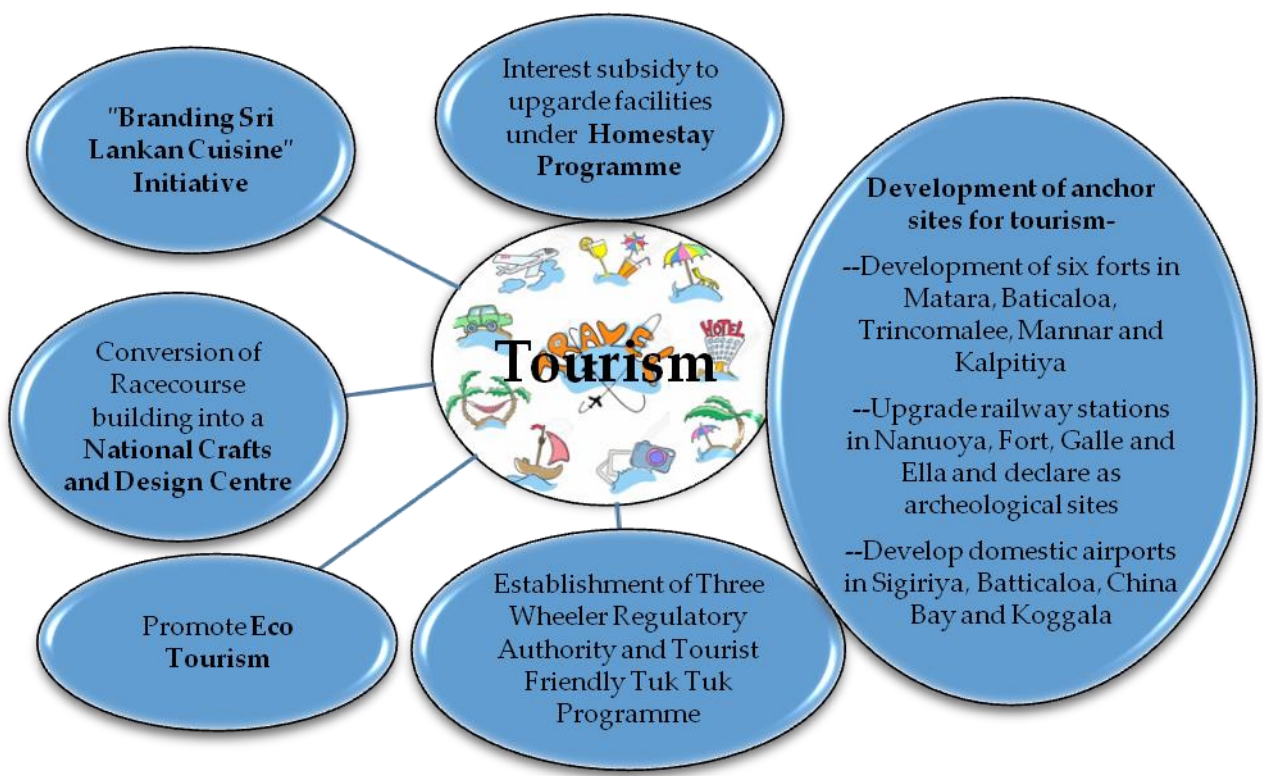 "Branding Sri
Lankan Cuisine"
Initiative
Interest subsidy to
upgarde facilities
under Homestay
Programme
Development of anchor
sites for tourism-
--Development of six forts in
Matara, Baticaloa,
Trincomalee, Mannar and
Kalpitiya
--Upgrade railway stations
in Nanuoya, Fort, Galle and
Ella and declare as
archeological sites
--Develop domestic airports
in Sigiriya, Batticaloa, China
Bay and Koggala
TRAVEL
HOTEL
Tourism
Conversion of
Racecourse
building into a
National Crafts
and Design Centre
Promote Eco
Tourism
Establishment of Three
Wheeler Regulatory
Authority and Tourist
Friendly Tuk Tuk
Programme